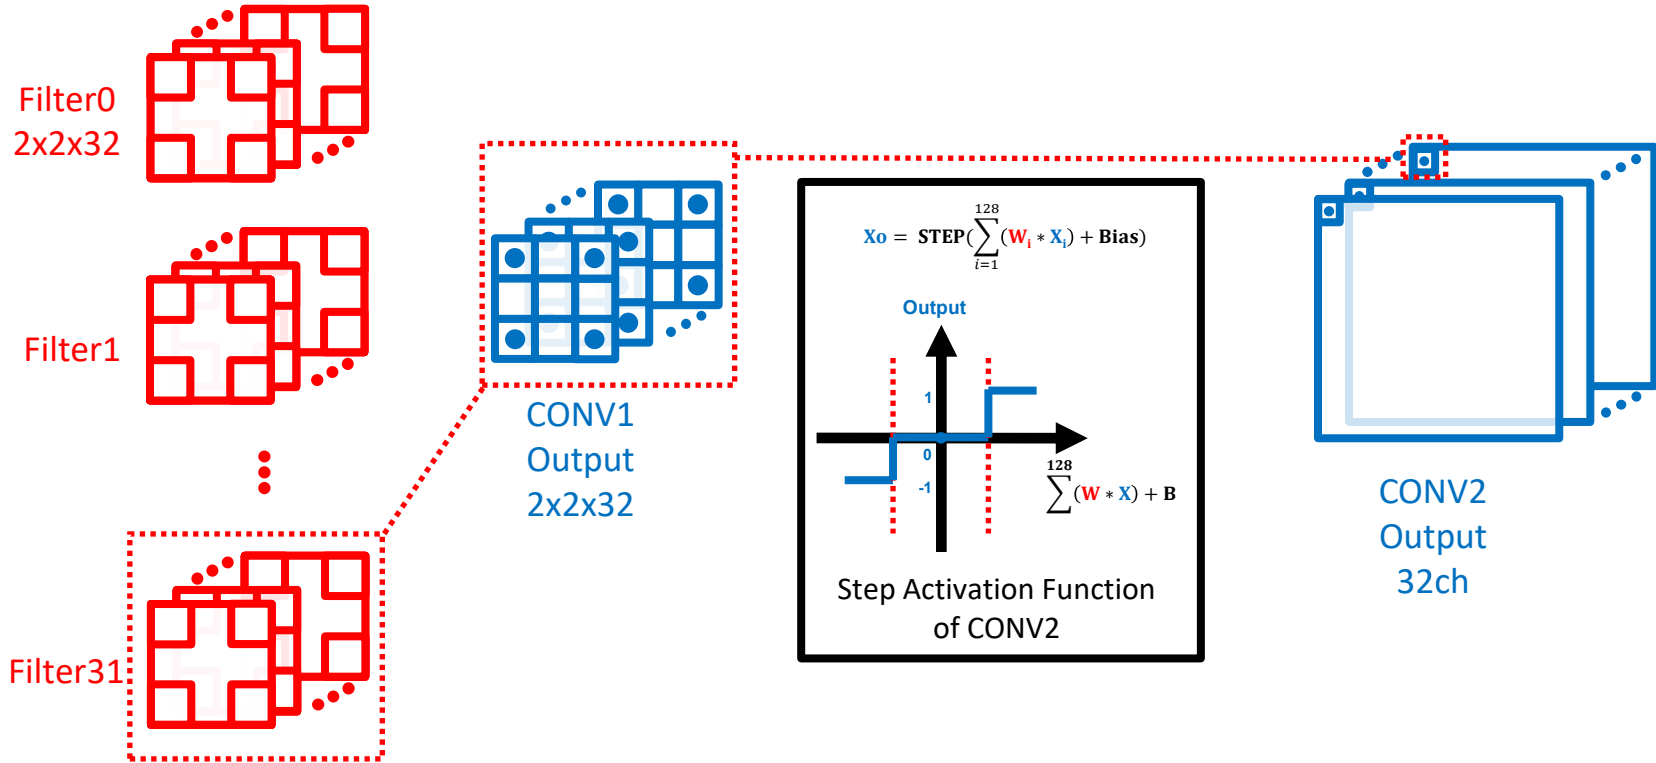 Filter0
2x2x32
Filter1
Filter31
CONV1
Output
2x2x32
128
Xo = STEP(∑(Wi * Xi) + Bias)
i=1
Output
1
0
-1
128
∑(W * X) + B
Step Activation Function
of CONV2
CONV2
Output
32ch